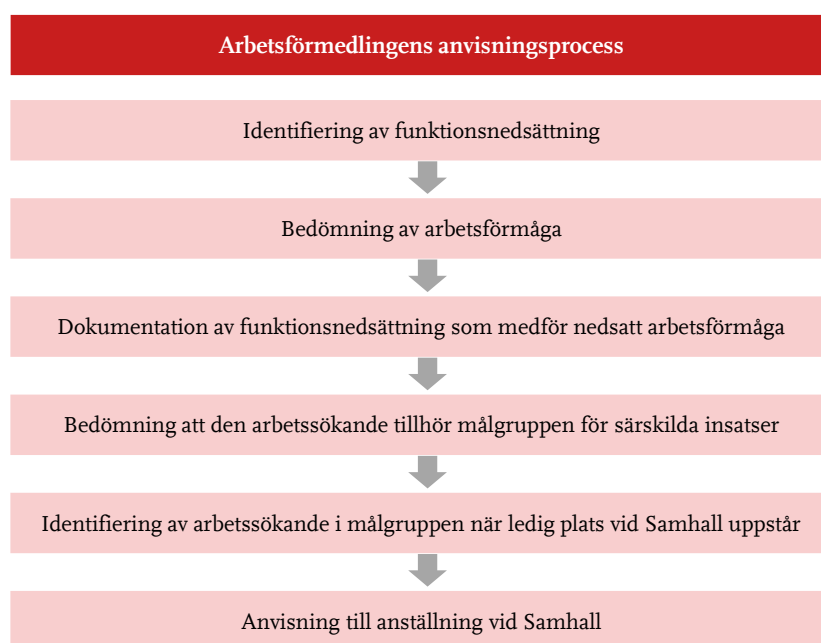 Arbetsförmedlingens anvisningsprocess
Identifiering av funktionsnedsättning
Bedömning av arbetsförmåga
Dokumentation av funktionsnedsättning som medför nedsatt arbetsförmåga
Bedömning att den arbetssökande tillhör målgruppen för särskilda insatser
Identifiering av arbetssökande i målgruppen när ledig plats vid Samhall uppstår
Anvisning till anställning vid Samhall